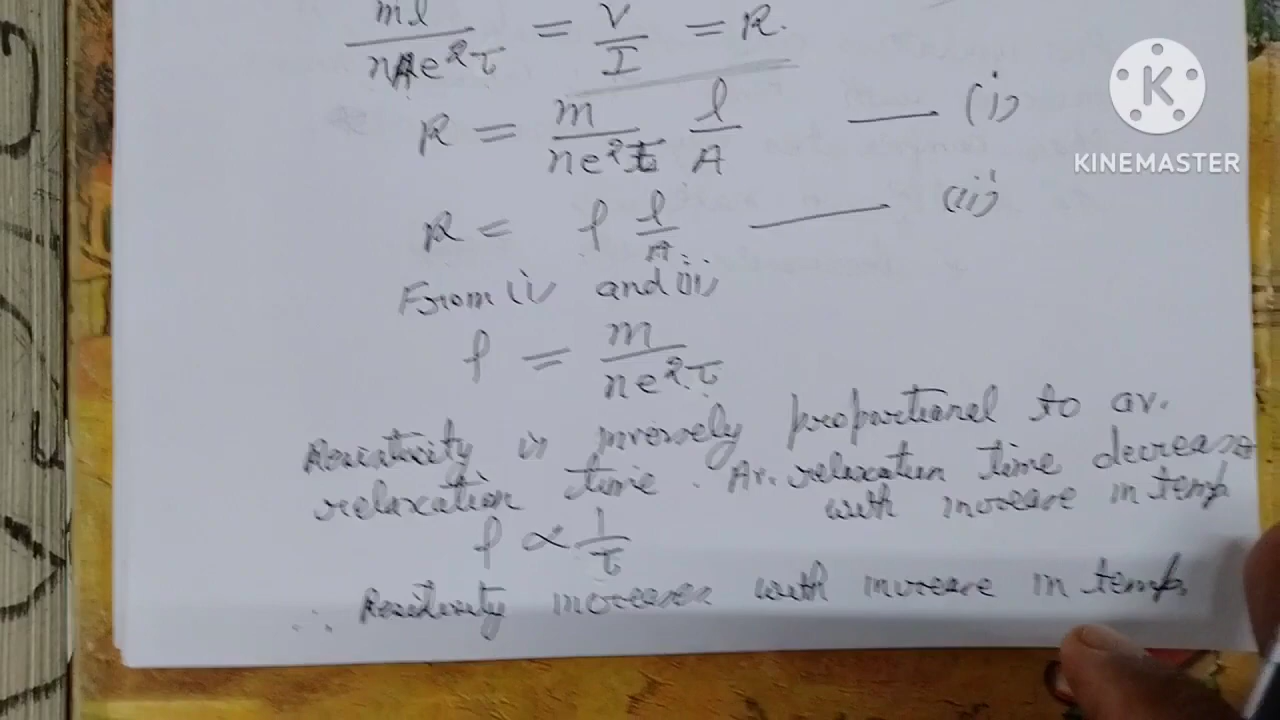 ml/nAe²τ = V/I = R.
R = m/ne²τ l/A —— (i)
R = ρ l/A —— (ii)
From (i) and (ii)
ρ = m/ne²τ
Resistivity is inversely proportional to av.
relaxation time. Av. relaxation time decreases
with increase in temp.
ρ ∝ 1/τ
∴ Resistivity increases with increase in temp.
K
KINEMASTER